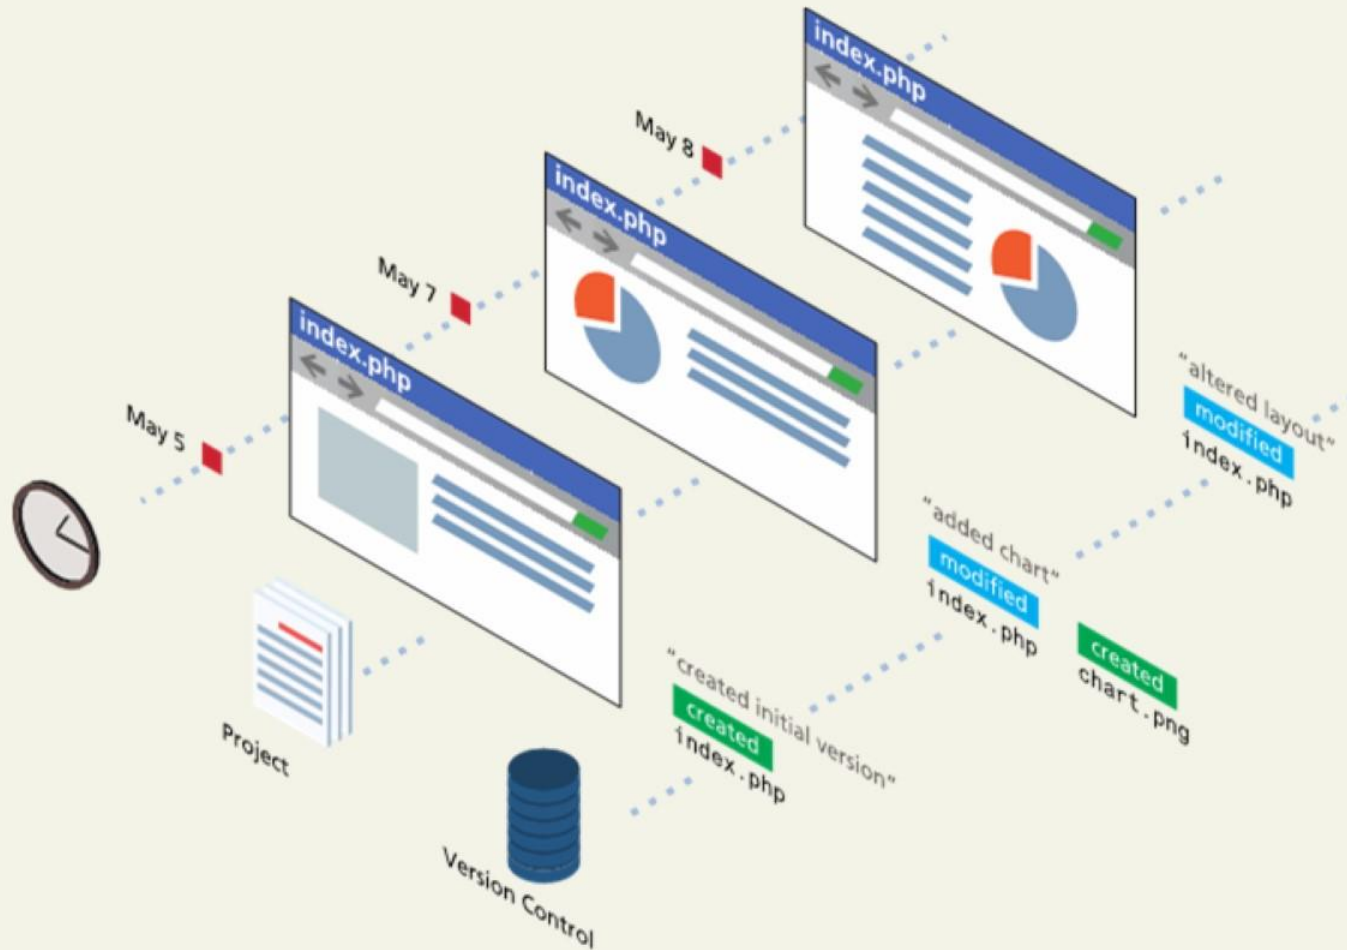 index.php
May 8
index.php
May 7
index.php
May 5
"altered layout"
modified
index.php
"added chart"
modified
index.php
created
chart.png
"created initial version"
created
index.php
Project
Version Control